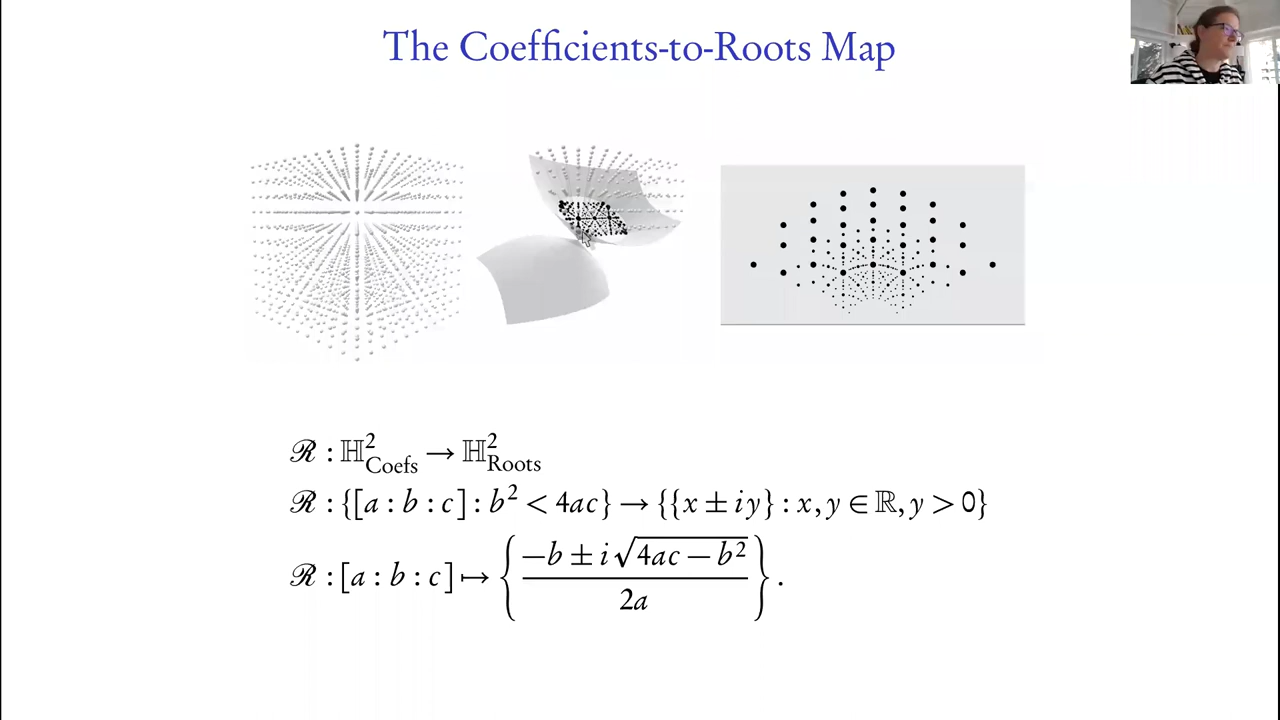 The Coefficients-to-Roots Map
ℛ : ℍ²_Coefs → ℍ²_Roots
ℛ : {[a : b : c] : b² < 4ac} → {{x ± iy} : x, y ∈ ℝ, y > 0}
ℛ : [a : b : c] ↦ { (−b ± i√(4ac − b²)) / 2a } .